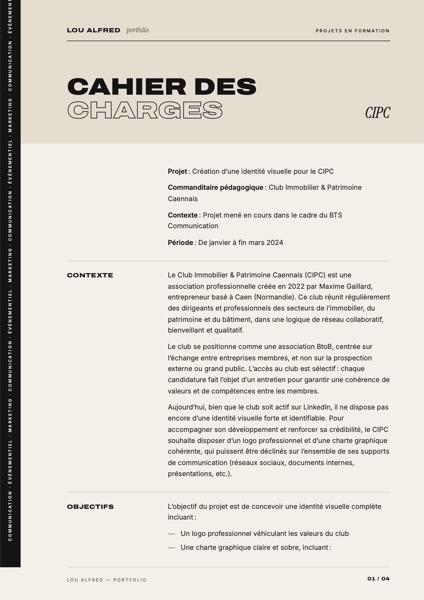 COMMUNICATION · ÉVÉNEMENTIEL · MARKETING · COMMUNICATION · ÉVÉNEMENTIEL · MARKETING · COMMUNICATION · ÉVÉNEMENTIEL · MARKETING · COMMUNICATION · ÉVÉNEMENTIEL · MARKETING · COMMUNICATION · ÉVÉNEMENT
LOU ALFRED portfolio
PROJETS EN FORMATION
CAHIER DES
CHARGES
CIPC
Projet : Création d'une identité visuelle pour le CIPC
Commanditaire pédagogique : Club Immobilier & Patrimoine
Caennais
Contexte : Projet mené en cours dans le cadre du BTS
Communication
Période : De janvier à fin mars 2024
CONTEXTE
Le Club Immobilier & Patrimoine Caennais (CIPC) est une
association professionnelle créée en 2022 par Maxime Gaillard,
entrepreneur basé à Caen (Normandie). Ce club réunit régulièrement
des dirigeants et professionnels des secteurs de l'immobilier, du
patrimoine et du bâtiment, dans une logique de réseau collaboratif,
bienveillant et qualitatif.
Le club se positionne comme une association BtoB, centrée sur
l'échange entre entreprises membres, et non sur la prospection
externe ou grand public. L'accès au club est sélectif : chaque
candidature fait l'objet d'un entretien pour garantir une cohérence de
valeurs et de compétences entre les membres.
Aujourd'hui, bien que le club soit actif sur LinkedIn, il ne dispose pas
encore d'une identité visuelle forte et identifiable. Pour
accompagner son développement et renforcer sa crédibilité, le CIPC
souhaite disposer d'un logo professionnel et d'une charte graphique
cohérente, qui puissent être déclinés sur l'ensemble de ses supports
de communication (réseaux sociaux, documents internes,
présentations, etc.).
OBJECTIFS
L'objectif du projet est de concevoir une identité visuelle complète
incluant :
— Un logo professionnel véhiculant les valeurs du club
— Une charte graphique claire et sobre, incluant :
LOU ALFRED — PORTFOLIO
01 / 04